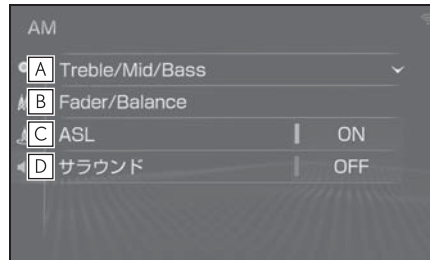 AM
A Treble/Mid/Bass
B Fader/Balance
C ASL ON
D サラウンド OFF